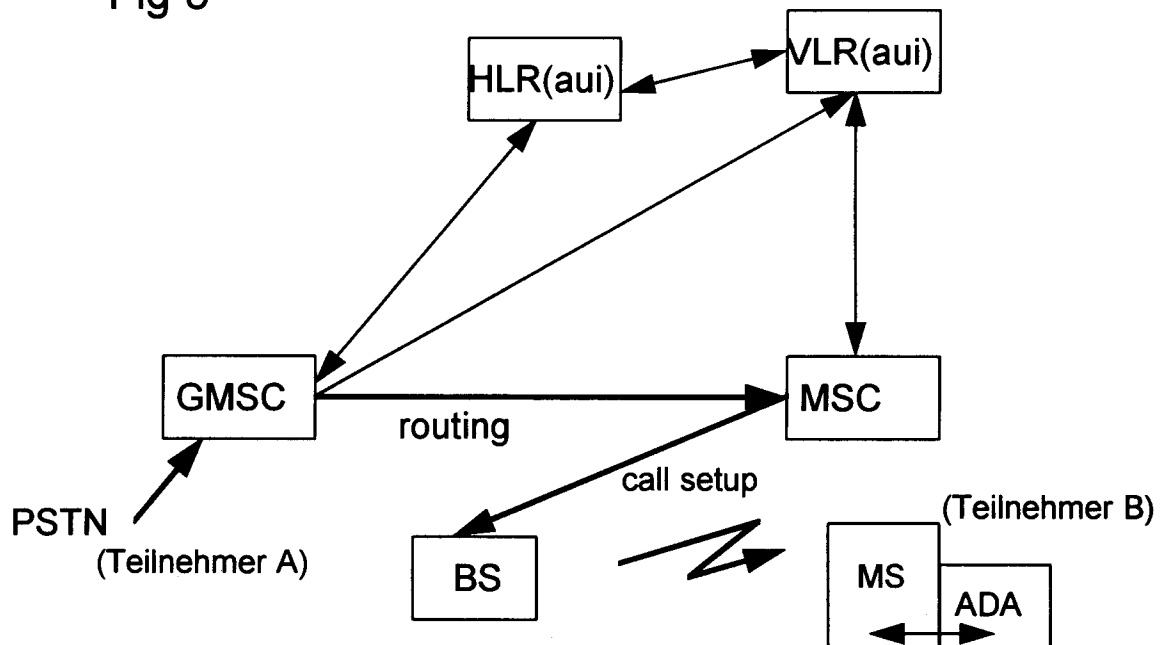 HLR(aui)
VLR(aui)
GMSC
routing
MSC
call setup
PSTN
(Teilnehmer A)
BS
(Teilnehmer B)
MS
ADA